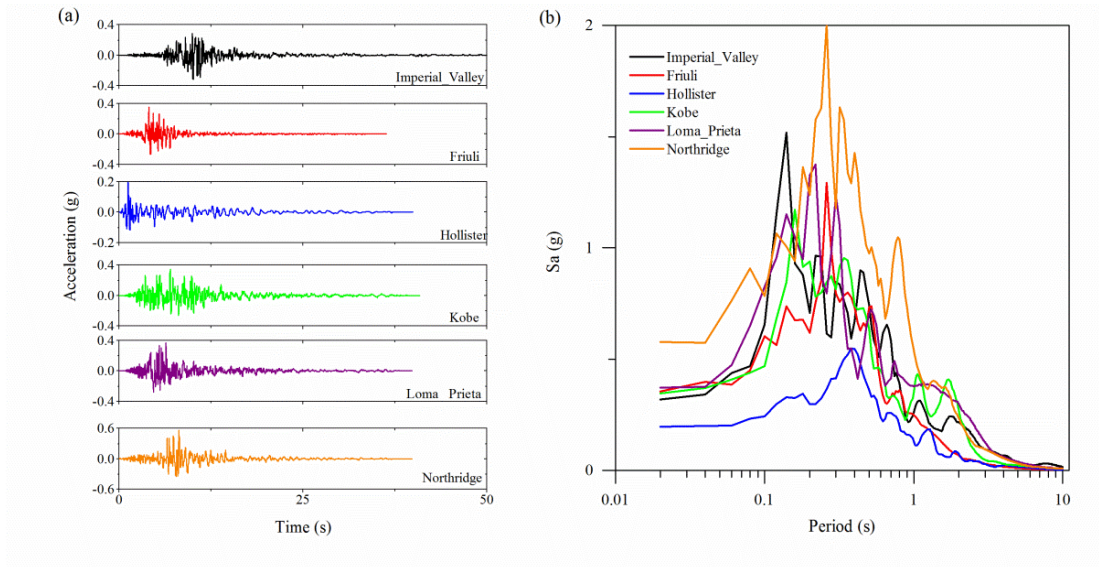 (a)
0.4
0.0
-0.4
Imperial_Valley
0.4
0.0
-0.4
Friuli
0.4
0.2
0.0
-0.2
Hollister
0.4
0.0
-0.4
Kobe
0.4
0.0
-0.4
Loma Prieta
0.6
0.0
-0.6
Northridge
0
25
50
Acceleration (g)
Time (s)
(b)
2
1
0
Sa (g)
Imperial_Valley
Friuli
Hollister
Kobe
Loma_Prieta
Northridge
0.01
0.1
1
10
Period (s)